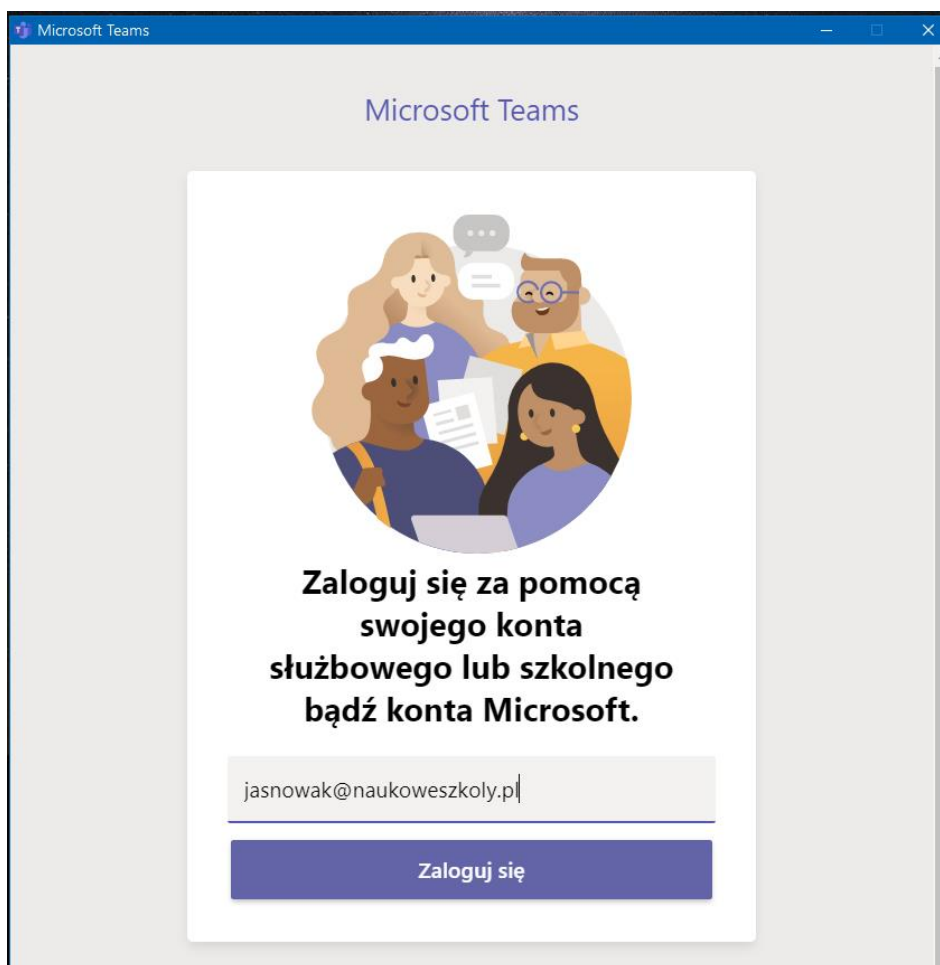 Microsoft Teams
Microsoft Teams
Zaloguj się za pomocą
swojego konta
służbowego lub szkolnego
bądź konta Microsoft.
jasnowak@naukoweszkoly.pl
Zaloguj się